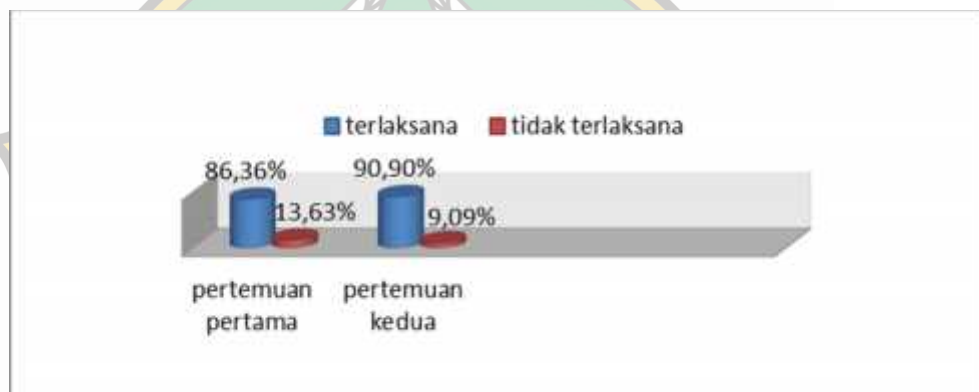 terlaksana tidak terlaksana
86,36% 90,90%
13,63% 9,09%
pertemuan pertemuan
pertama kedua